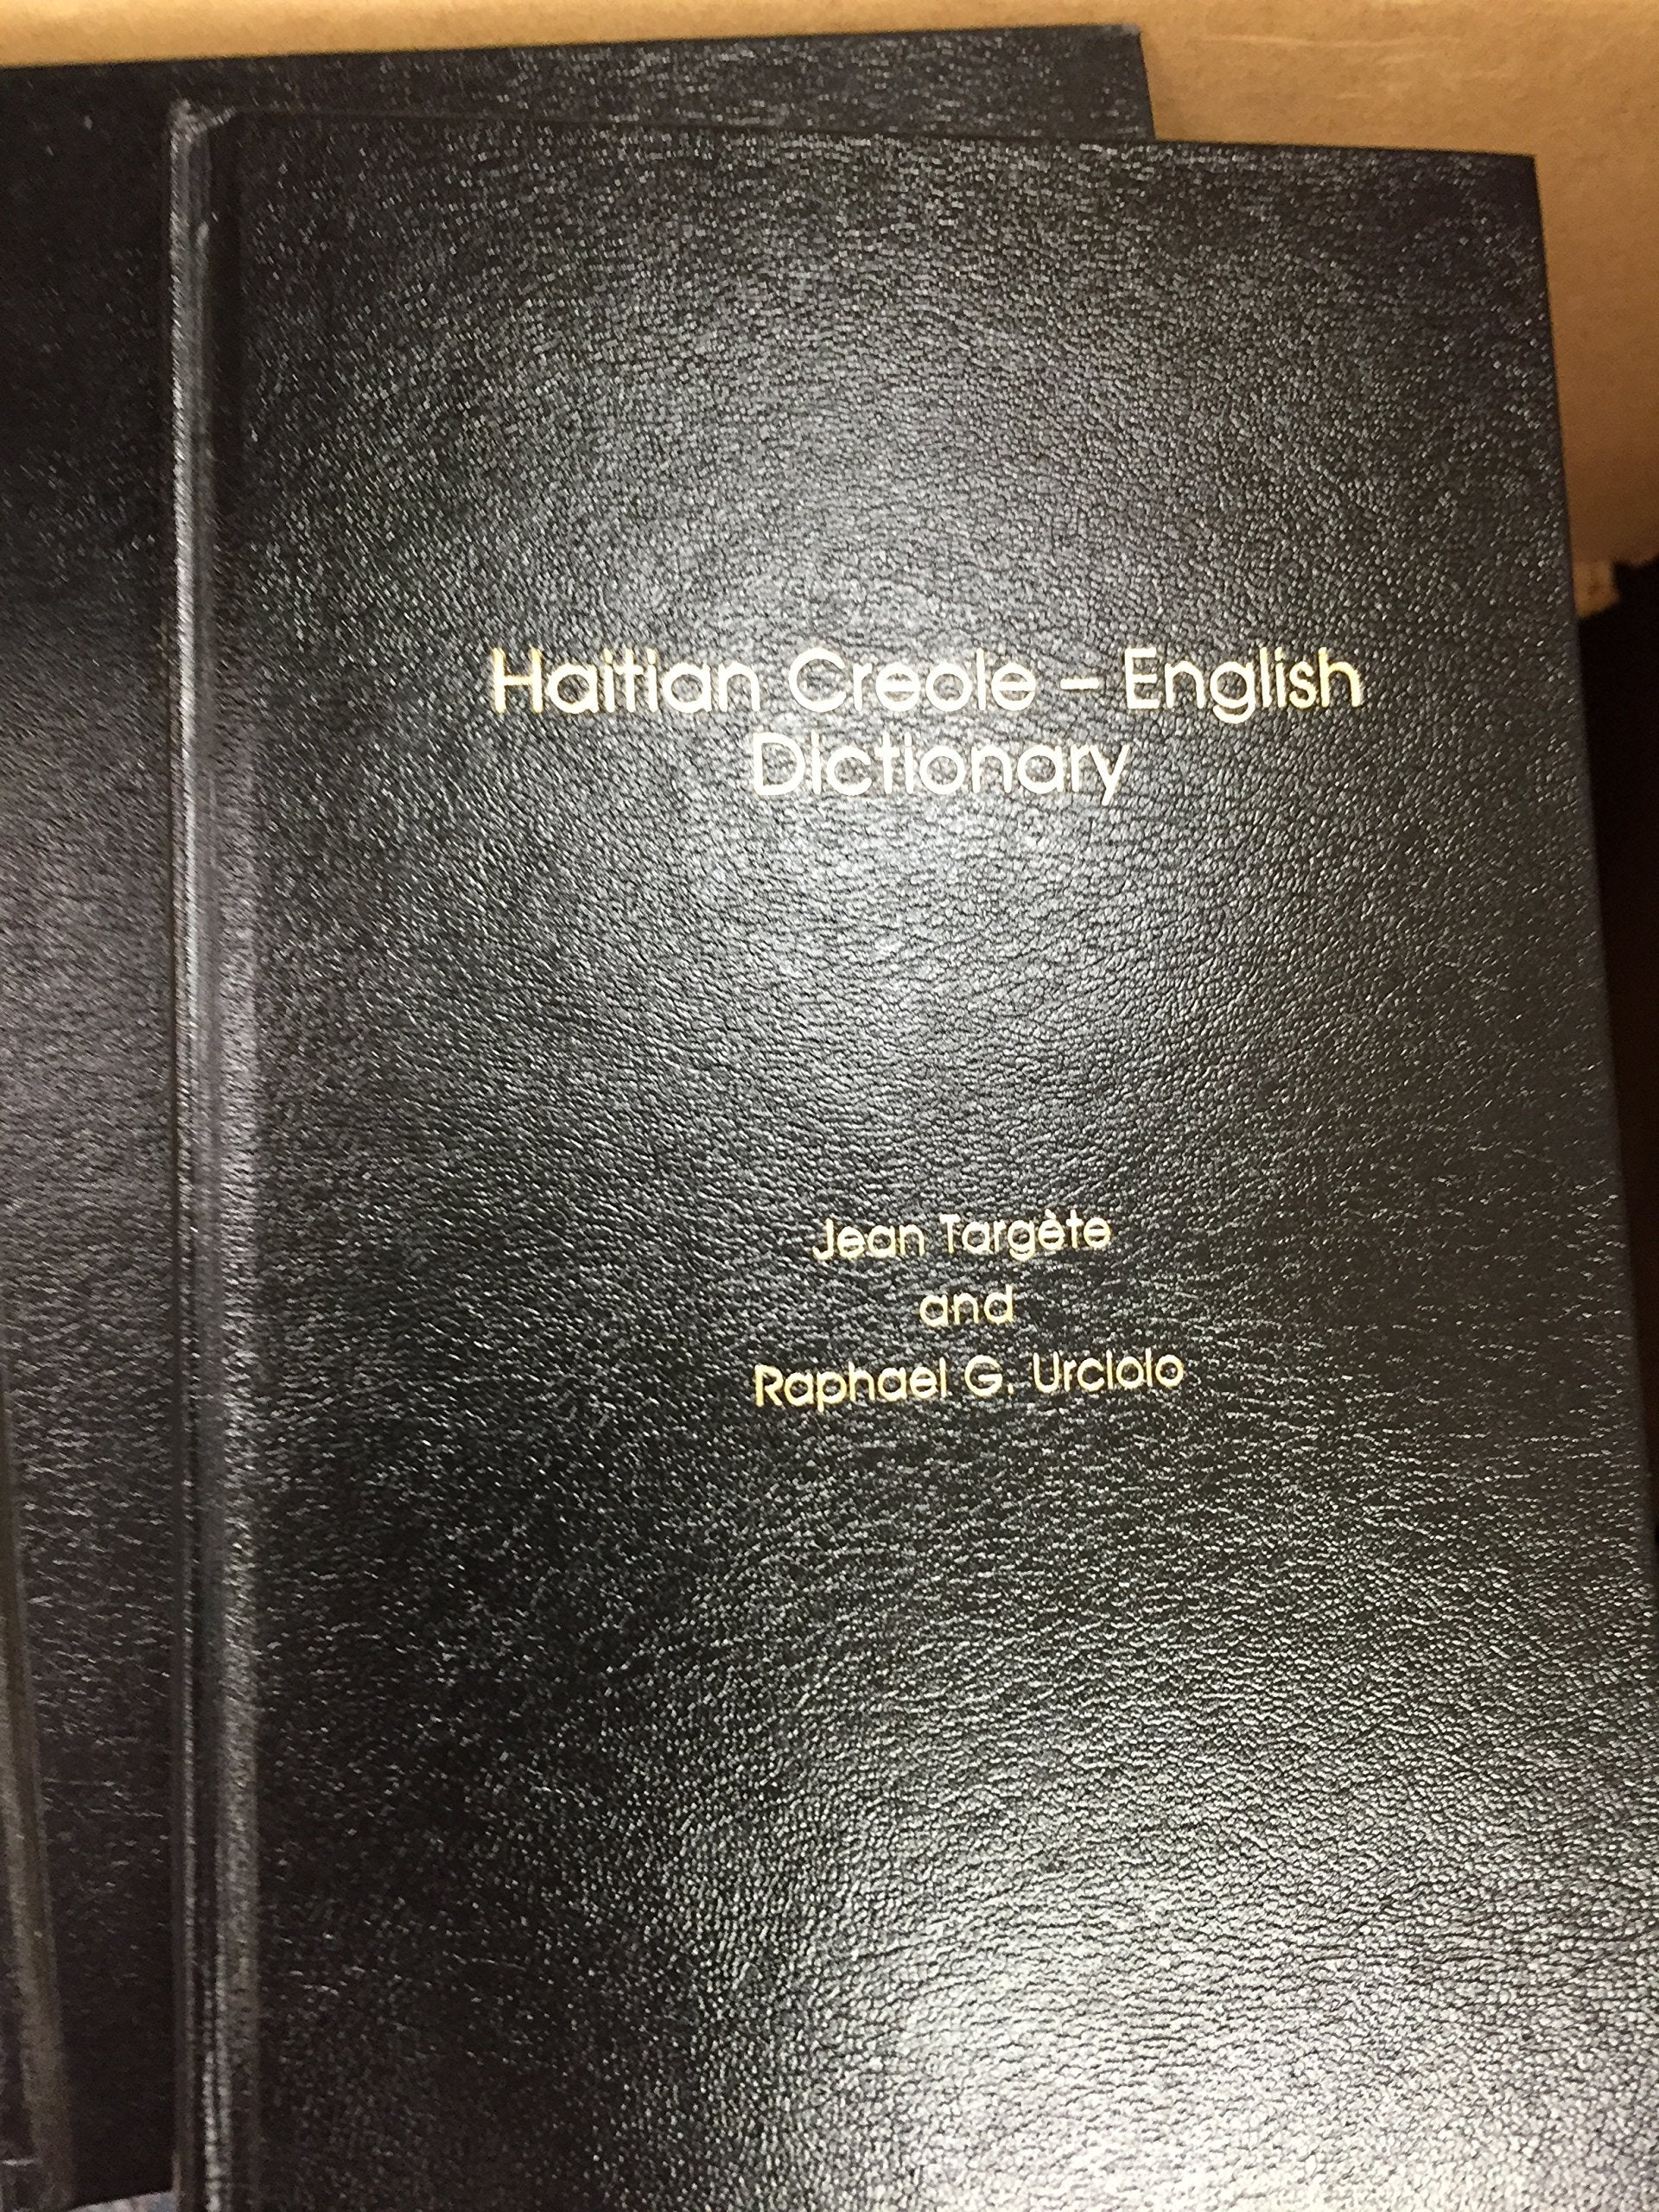 Haitian Creole – English
Dictionary
Jean Targète
and
Raphael G. Urciolo